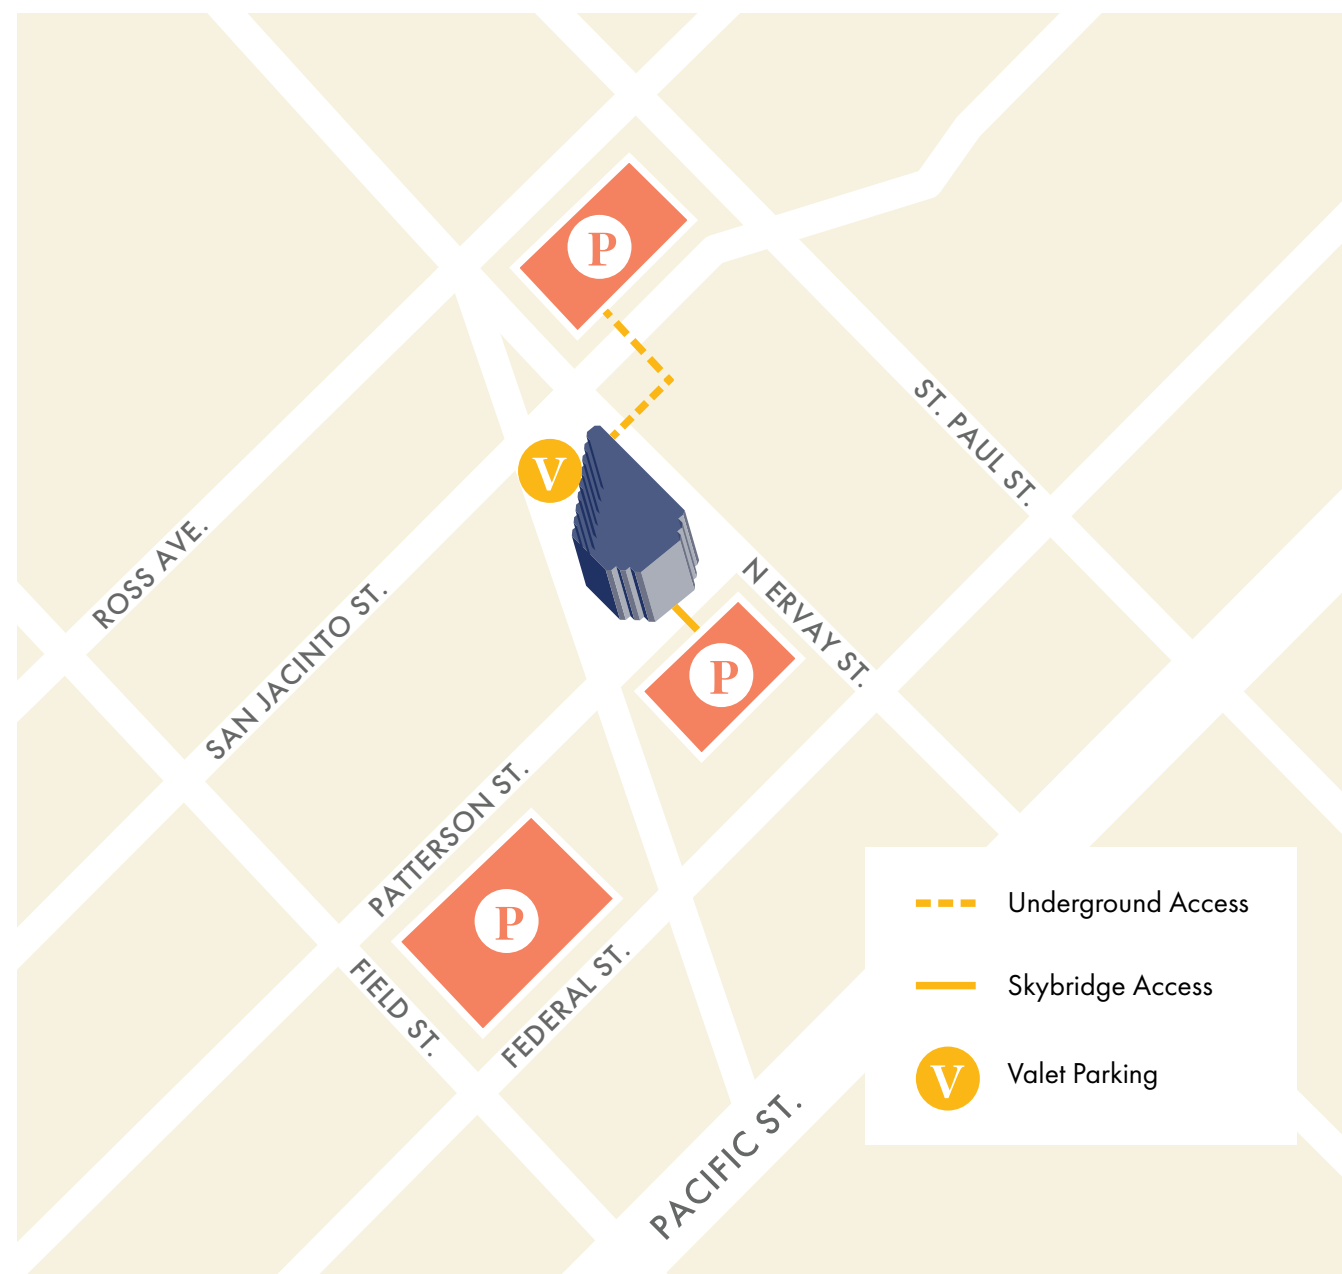 P
V
ST. PAUL ST.
ROSS AVE.
N ERVAY ST.
SAN JACINTO ST.
P
PATTERSON ST.
P
FIELD ST.
FEDERAL ST.
PACIFIC ST.
Underground Access
Skybridge Access
V Valet Parking